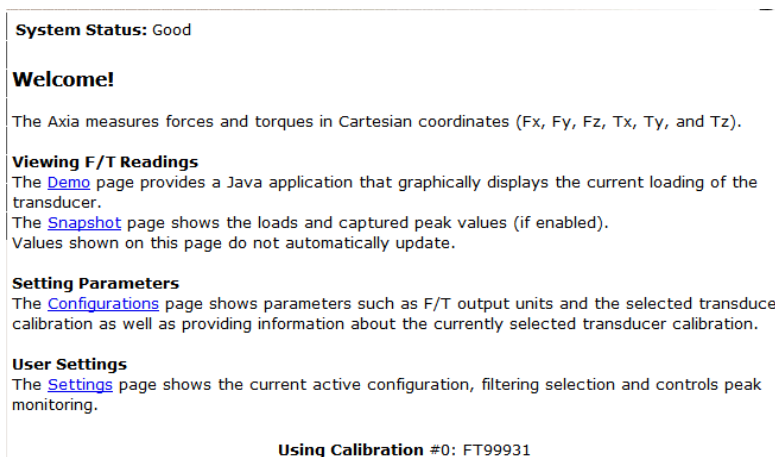 System Status: Good
Welcome!
The Axia measures forces and torques in Cartesian coordinates (Fx, Fy, Fz, Tx, Ty, and Tz).
Viewing F/T Readings
The Demo page provides a Java application that graphically displays the current loading of the
transducer.
The Snapshot page shows the loads and captured peak values (if enabled).
Values shown on this page do not automatically update.
Setting Parameters
The Configurations page shows parameters such as F/T output units and the selected transduce
calibration as well as providing information about the currently selected transducer calibration.
User Settings
The Settings page shows the current active configuration, filtering selection and controls peak
monitoring.
Using Calibration #0: FT99931